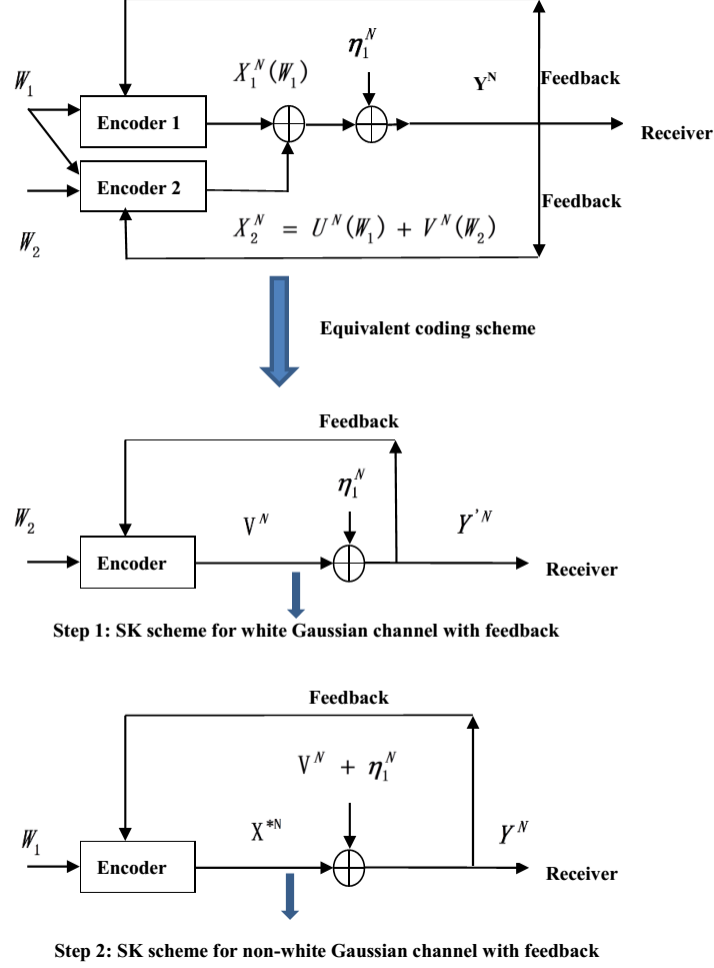 η₁ᴺ
W₁
X₁ᴺ(W₁)
Yᴺ
Feedback
Encoder 1
Receiver
Encoder 2
Feedback
W₂
X₂ᴺ = Uᴺ(W₁) + Vᴺ(W₂)
Equivalent coding scheme
Feedback
η₁ᴺ
W₂
Vᴺ
Y'ᴺ
Encoder
Receiver
Step 1: SK scheme for white Gaussian channel with feedback
Feedback
Vᴺ + η₁ᴺ
W₁
X*ᴺ
Yᴺ
Encoder
Receiver
Step 2: SK scheme for non-white Gaussian channel with feedback